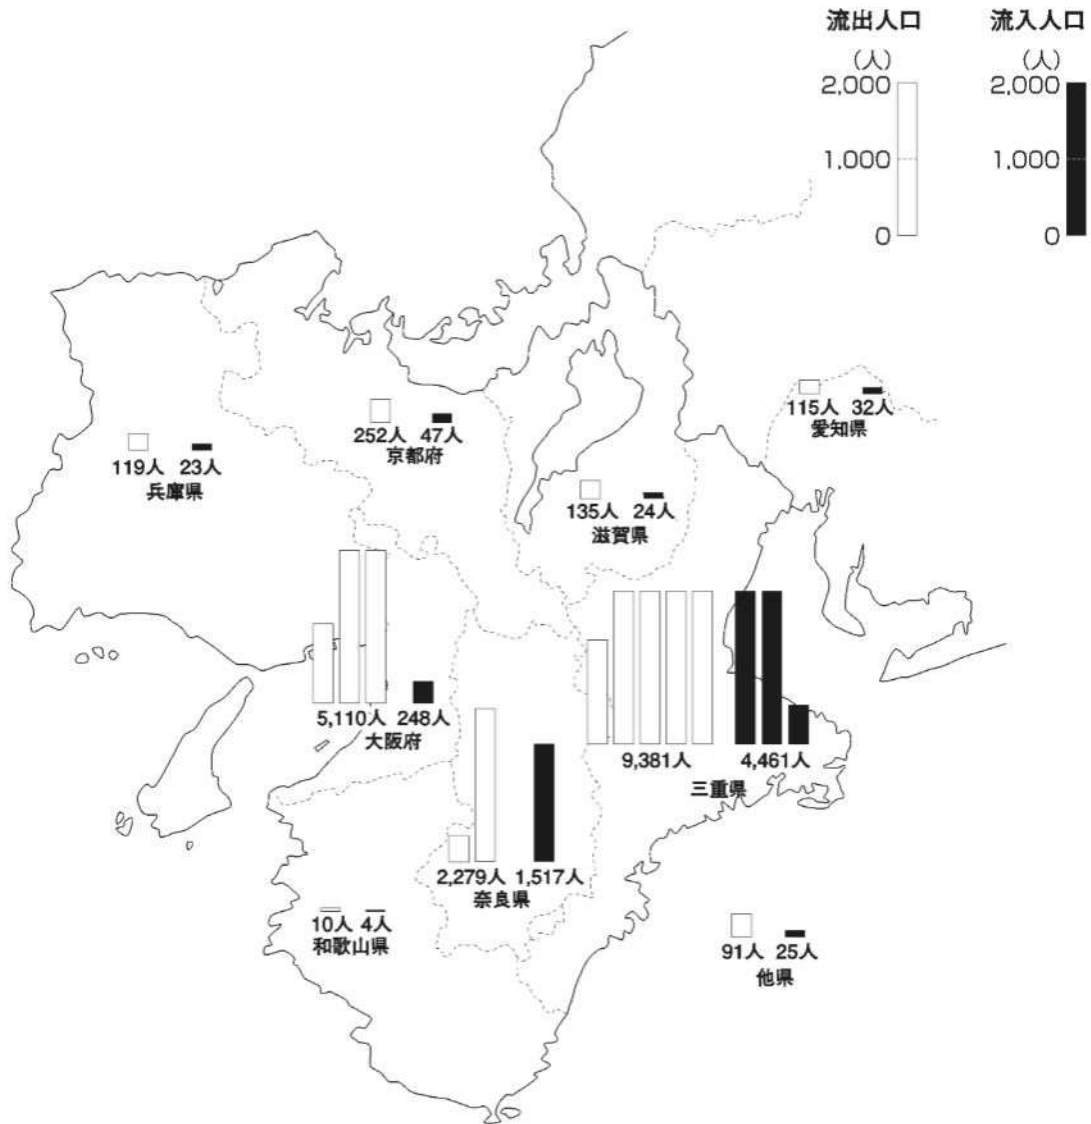 流出人口 流入人口
(人) (人)
2,000 2,000
1,000 1,000
0 0
115人 32人
愛知県
252人 47人
京都府
119人 23人
兵庫県
135人 24人
滋賀県
5,110人 248人
大阪府
9,381人 4,461人
三重県
2,279人 1,517人
奈良県
10人 4人
和歌山県
91人 25人
他県